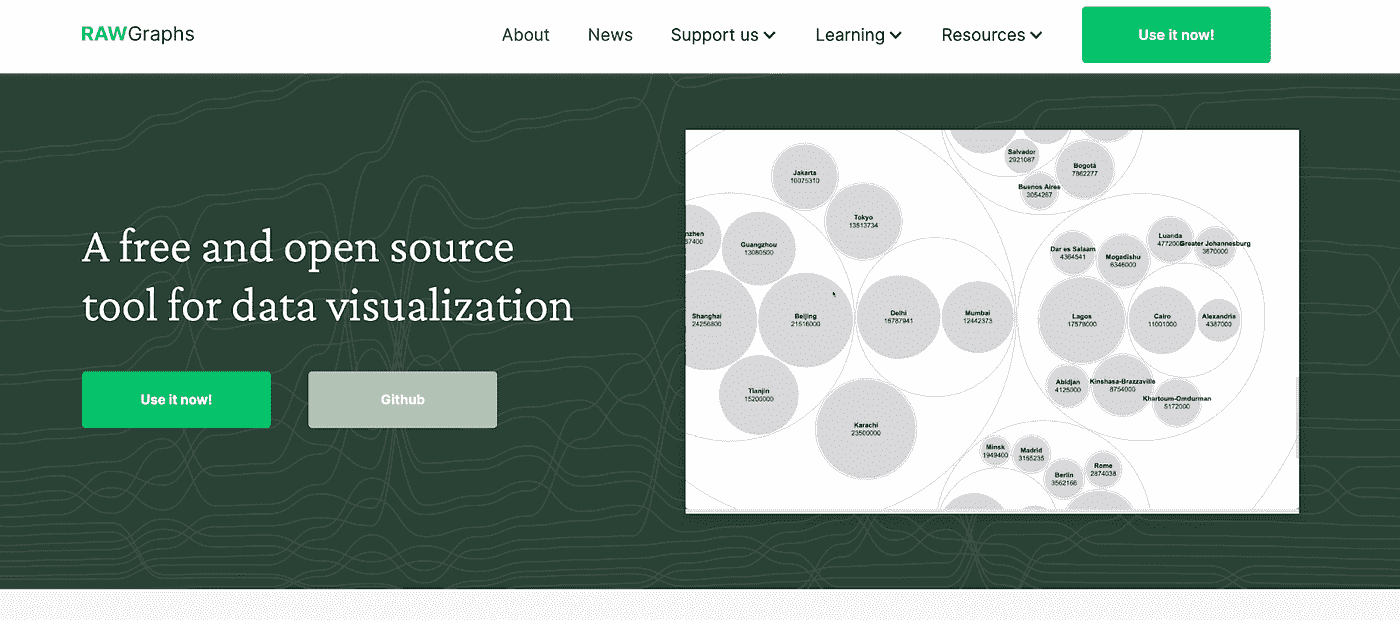 RAWGraphs
About
News
Support us
Learning
Resources
Use it now!
A free and open source
tool for data visualization
Use it now!
Github
Salvador
2921087
Bogotá
7862277
Buenos Aires
3054267
Jakarta
10075310
Tokyo
13513734
nzhen
37400
Guangzhou
13080500
Shanghai
24256800
Beijing
21516000
Delhi
16787941
Mumbai
12442373
Tianjin
15200000
Karachi
23500000
Dar es Salaam
4364541
Mogadishu
6346000
Luanda
4772000
Greater Johannesburg
3670000
Lagos
17578000
Cairo
11001000
Alexandria
4387000
Abidjan
4125000
Kinshasa-Brazzaville
8754000
Khartoum-Omdurman
5172000
Minsk
1949400
Madrid
3165235
Berlin
3562166
Rome
2874038